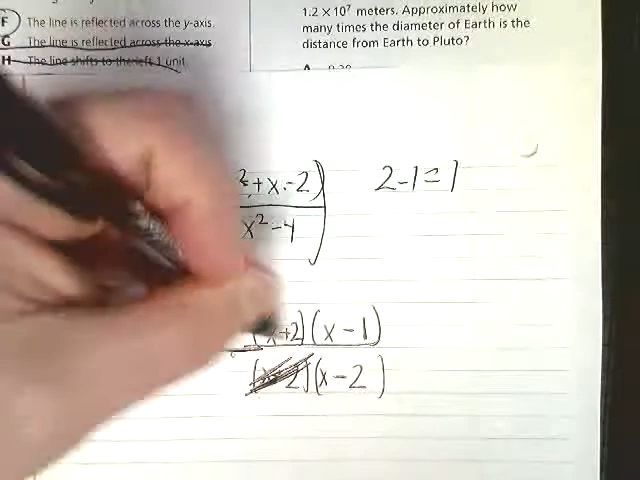 F The line is reflected across the y-axis.
G The line is reflected across the x-axis
H The line shifts to the left 1 unit
1.2 × 10⁷ meters. Approximately how
many times the diameter of Earth is the
distance from Earth to Pluto?
²+x-2)
x²-4
2-1=1
(x+2)(x-1)
(x-2)